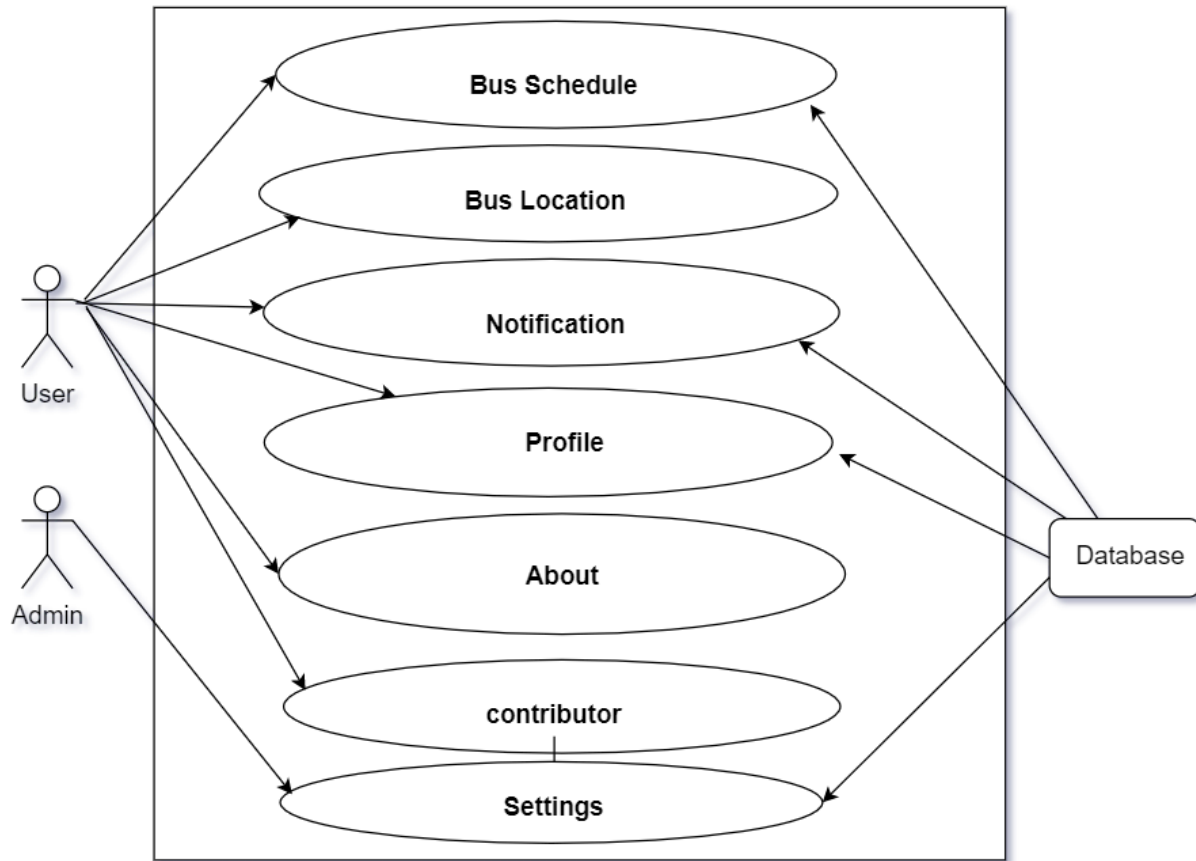 Bus Schedule
Bus Location
Notification
User
Profile
Admin
About
Database
contributor
Settings